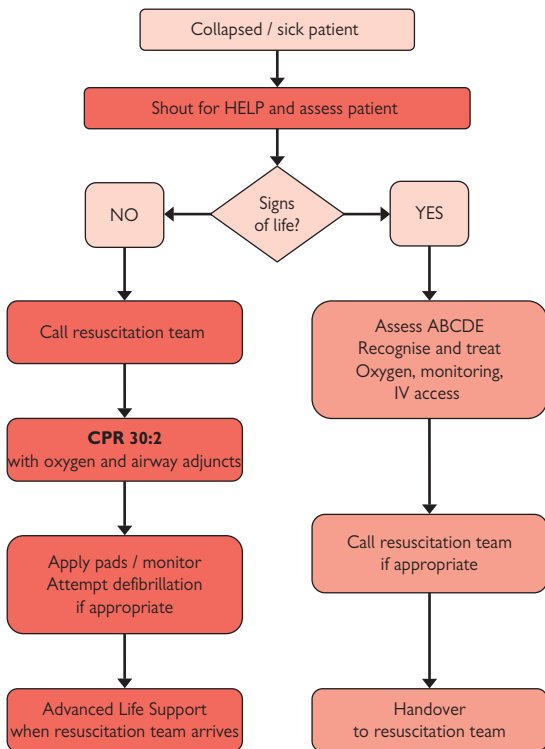 Collapsed / sick patient
Shout for HELP and assess patient
Signs
of life?
NO
YES
Call resuscitation team
CPR 30:2
with oxygen and airway adjuncts
Apply pads / monitor
Attempt defibrillation
if appropriate
Advanced Life Support
when resuscitation team arrives
Assess ABCDE
Recognise and treat
Oxygen, monitoring,
IV access
Call resuscitation team
if appropriate
Handover
to resuscitation team